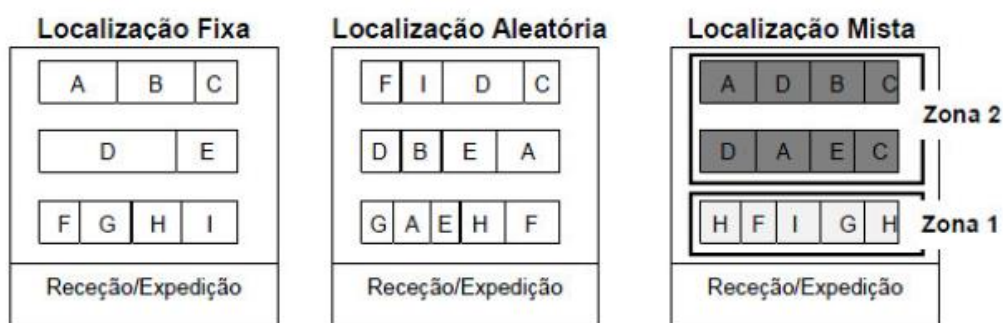 Localização Fixa
A B C
D E
F G H I
Receção/Expedição
Localização Aleatória
F I D C
D B E A
G A E H F
Receção/Expedição
Localização Mista
A D B C
D A E C
Zona 2
H F I G H
Zona 1
Receção/Expedição